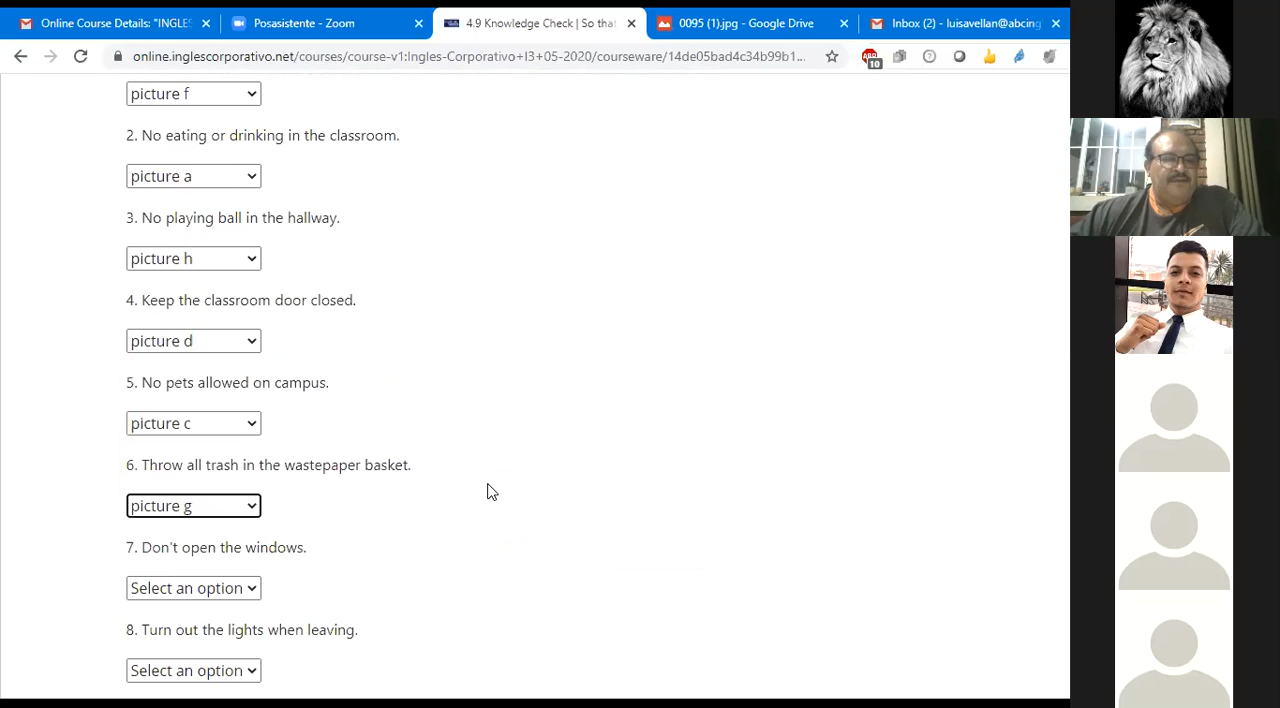 Online Course Details: "INGLES
Posasistente - Zoom
4.9 Knowledge Check | So tha
0095 (1).jpg - Google Drive
Inbox (2) - luisavellan@abcing
online.inglescorporativo.net/courses/course-v1:Ingles-Corporativo+I3+05-2020/courseware/14de05bad4c34b99b1...
10
picture f
2. No eating or drinking in the classroom.
picture a
3. No playing ball in the hallway.
picture h
4. Keep the classroom door closed.
picture d
5. No pets allowed on campus.
picture c
6. Throw all trash in the wastepaper basket.
picture g
7. Don't open the windows.
Select an option
8. Turn out the lights when leaving.
Select an option